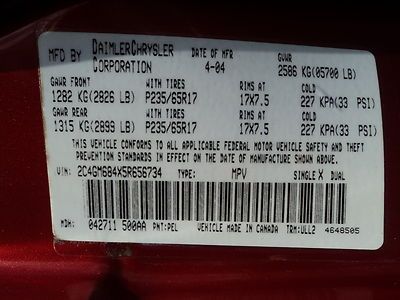 MFD BY DAIMLERCHRYSLER CORPORATION DATE OF MFR 4-04 GVWR 2586 KG(05700 LB)
GAWR FRONT WITH TIRES RIMS AT COLD
1282 KG(2826 LB) P235/65R17 17X7.5 227 KPA(33 PSI)
GAWR REAR WITH TIRES RIMS AT COLD
1315 KG(2899 LB) P235/65R17 17X7.5 227 KPA(33 PSI)
THIS VEHICLE CONFORMS TO ALL APPLICABLE FEDERAL MOTOR VEHICLE SAFETY AND THEFT
PREVENTION STANDARDS IN EFFECT ON THE DATE OF MANUFACTURE SHOWN ABOVE.
VIN: 2C4GM684X5R656734 TYPE: MPV SINGLE X DUAL
MDH: 042711 500AA PNT:PEL VEHICLE MADE IN CANADA TRM:ULL2 4648505